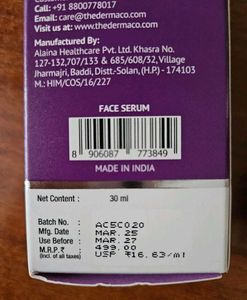 Call: +91 8800778017
Email: care@thedermaco.com
Visit us at: www.thedermaco.com
Manufactured By:
Alaina Healthcare Pvt. Ltd. Khasra No.
127-132,707/133 & 685/608/32, Village
Jharmajri, Baddi, Distt.-Solan, (H.P.) - 174103
M.: HIM/COS/16/227
FACE SERUM
8 906087 773849
MADE IN INDIA
Net Content : 30 ml
Batch No. : AC5C020
Mfg. Date : MAR.25
Use Before : MAR.27
M.R.P. ₹ : 499.00
(incl. of all taxes) USP ₹16.63/ml